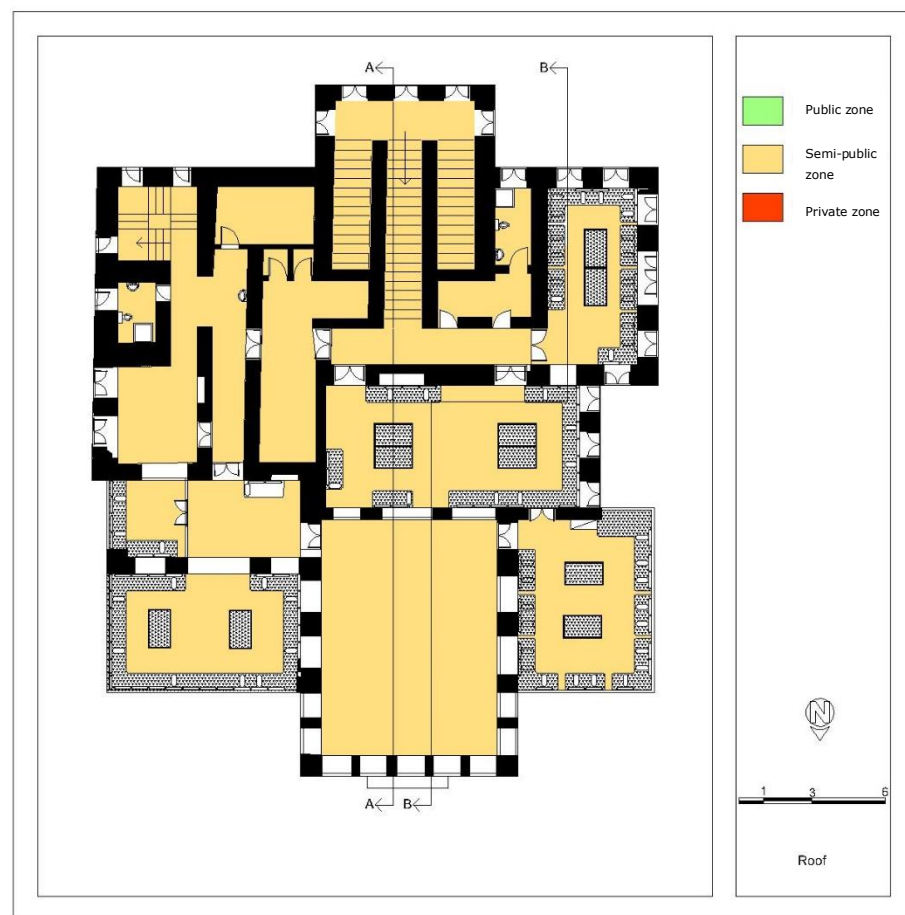 A
B
Public zone
Semi-public
zone
Private zone
N
1 3 6
A B
Roof